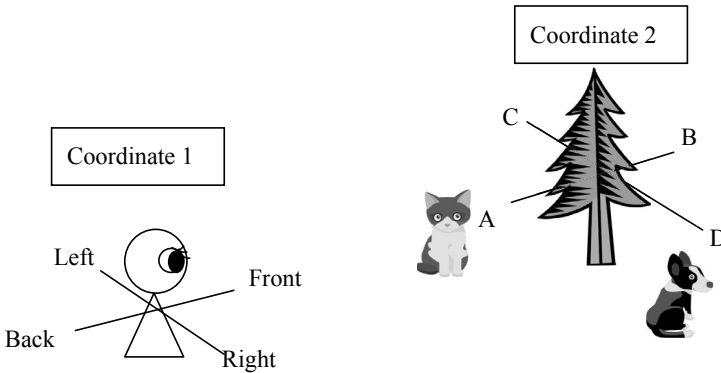 Coordinate 2
C
B
Coordinate 1
A
D
Left
Front
Back
Right